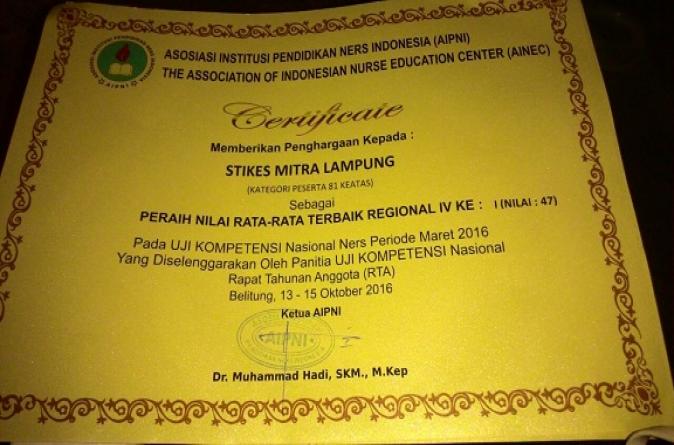 ASOSIASI INSTITUSI PENDIDIKAN NERS INDONESIA (AIPNI)
THE ASSOCIATION OF INDONESIAN NURSE EDUCATION CENTER (AINEC)
Certificate
Memberikan Penghargaan Kepada :
STIKES MITRA LAMPUNG
(KATEGORI PESERTA 81 KEATAS)
Sebagai
PERAIH NILAI RATA-RATA TERBAIK REGIONAL IV KE : I (NILAI : 47)
Pada UJI KOMPETENSI Nasional Ners Periode Maret 2016
Yang Diselenggarakan Oleh Panitia UJI KOMPETENSI Nasional
Rapat Tahunan Anggota (RTA)
Belitung, 13 - 15 Oktober 2016
Ketua AIPNI
AIPNI
Dr. Muhammad Hadi, SKM., M.Kep